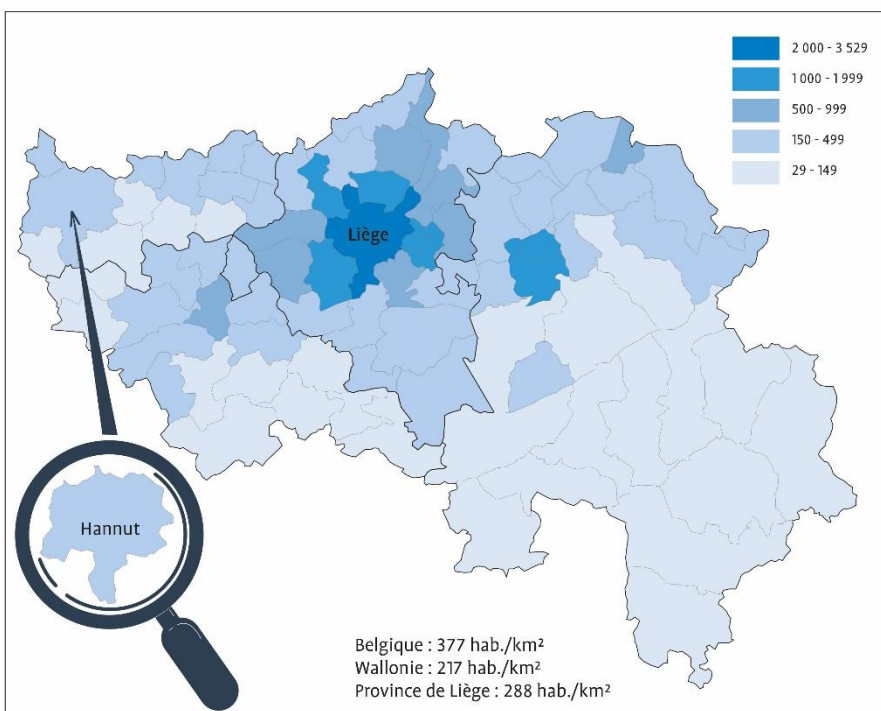 2 000 - 3 529
1 000 - 1 999
500 - 999
150 - 499
29 - 149
Liège
Hannut
Belgique : 377 hab./km²
Wallonie : 217 hab./km²
Province de Liège : 288 hab./km²